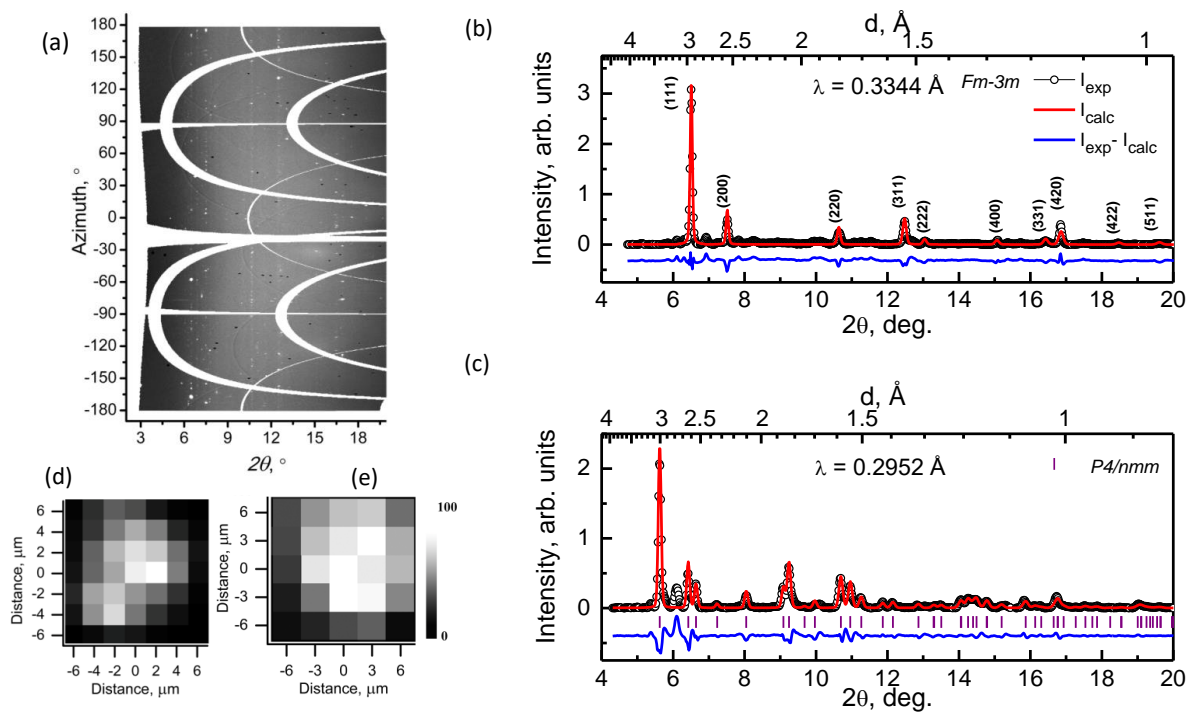 (a)
180
150
120
90
60
30
0
-30
-60
-90
-120
-150
-180
Azimuth, °
3 6 9 12 15 18
2θ, °
(b)
d, Å
4 3 2.5 2 1.5 1
Intensity, arb. units
3
2
1
0
λ = 0.3344 Å
Fm-3m
I exp
I calc
I exp - I calc
(111)
(200)
(220)
(311)
(222)
(400)
(331)
(420)
(422)
(511)
4 6 8 10 12 14 16 18 20
2θ, deg.
(c)
d, Å
4 3 2.5 2 1.5 1
Intensity, arb. units
2
1
0
λ = 0.2952 Å
P4/nmm
4 6 8 10 12 14 16 18 20
2θ, deg.
(d)
6
4
2
0
-2
-4
-6
Distance, μm
-6 -4 -2 0 2 4 6
Distance, μm
(e)
6
3
0
-3
-6
Distance, μm
-6 -3 0 3 6
Distance, μm
100
0